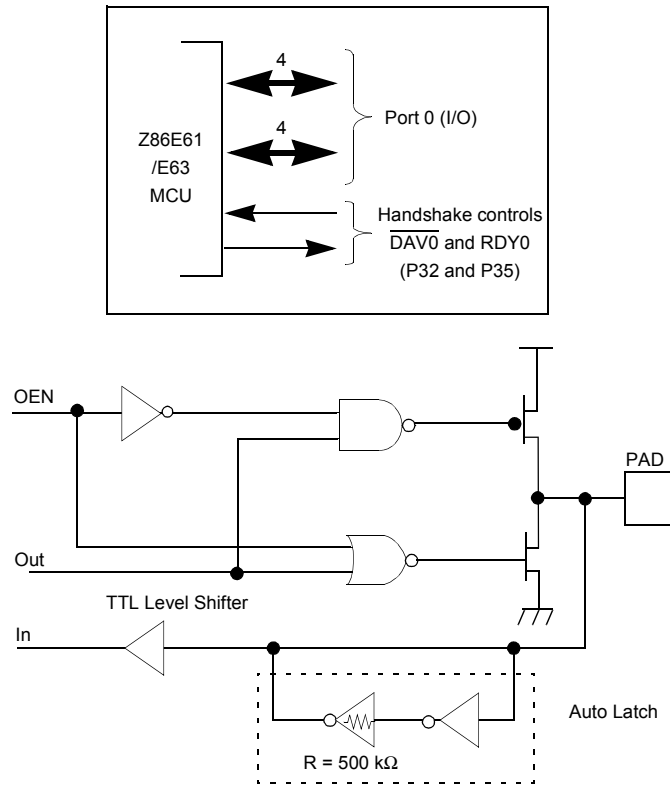 4
4
Port 0 (I/O)
Z86E61
/E63
MCU
Handshake controls
DAV0 and RDY0
(P32 and P35)
OEN
PAD
Out
TTL Level Shifter
In
Auto Latch
R = 500 kΩ